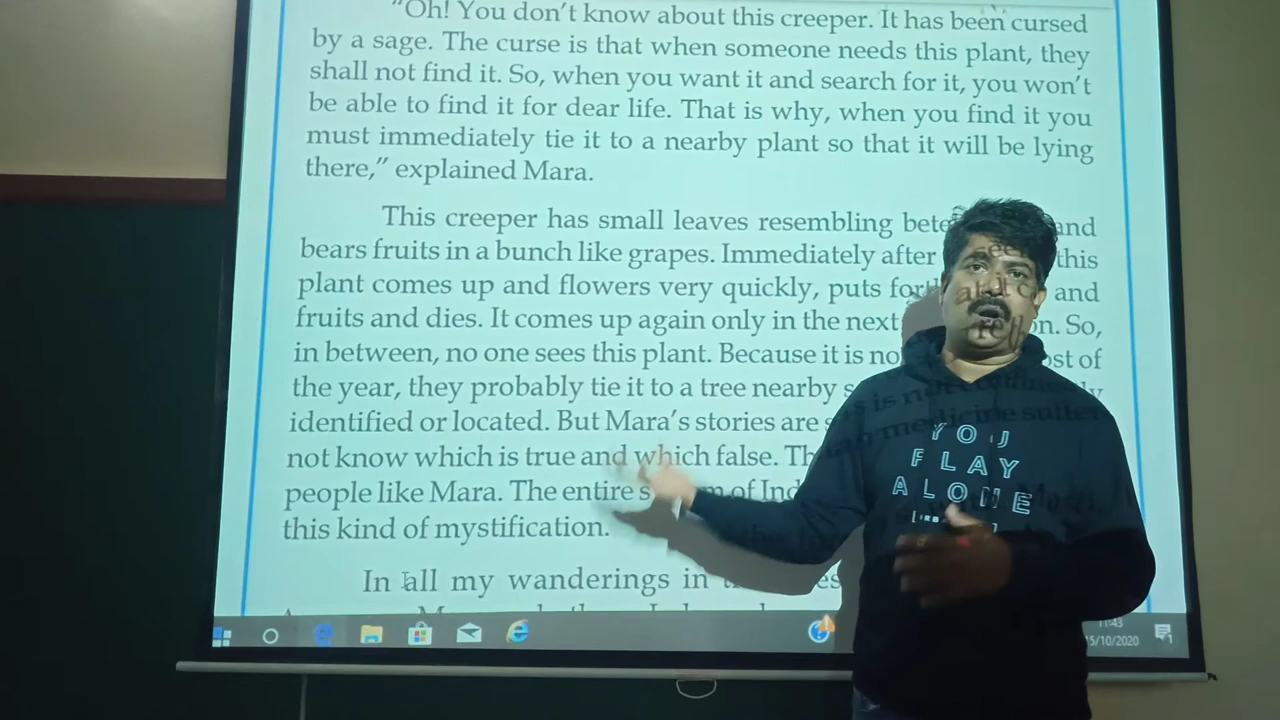 "Oh! You don't know about this creeper. It has been cursed
by a sage. The curse is that when someone needs this plant, they
shall not find it. So, when you want it and search for it, you won't
be able to find it for dear life. That is why, when you find it you
must immediately tie it to a nearby plant so that it will be lying
there," explained Mara.
This creeper has small leaves resembling and
bears fruits in a bunch like grapes. Immediately after this
plant comes up and flowers very quickly, puts and
fruits and dies. It comes up again only in the next So,
in between, no one sees this plant. Because it is of
the year, they probably tie it to a tree nearby
identified or located. But Mara's stories are
not know which is true and which false.
people like Mara. The entire of
this kind of mystification.
In all my wanderings in
YOU
PLAY
ALONE
11:43
15/10/2020
1